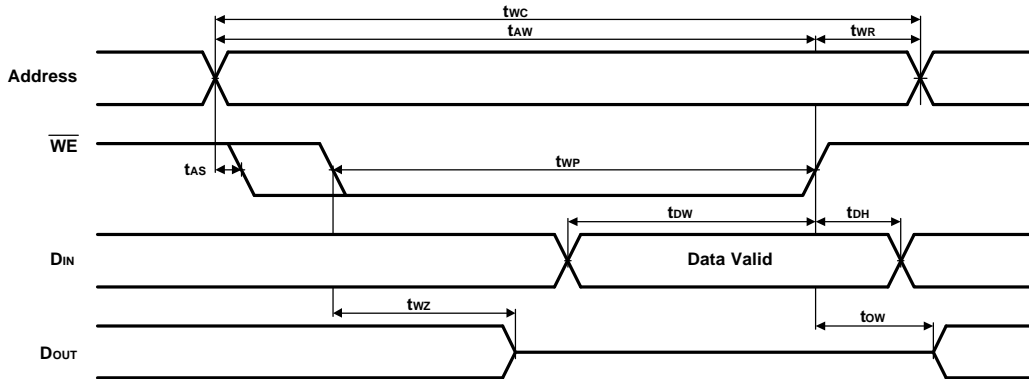 tWC
tAW
tWR
Address
WE
tAS
tWP
tDW
tDH
DIN
Data Valid
tWZ
tOW
DOUT